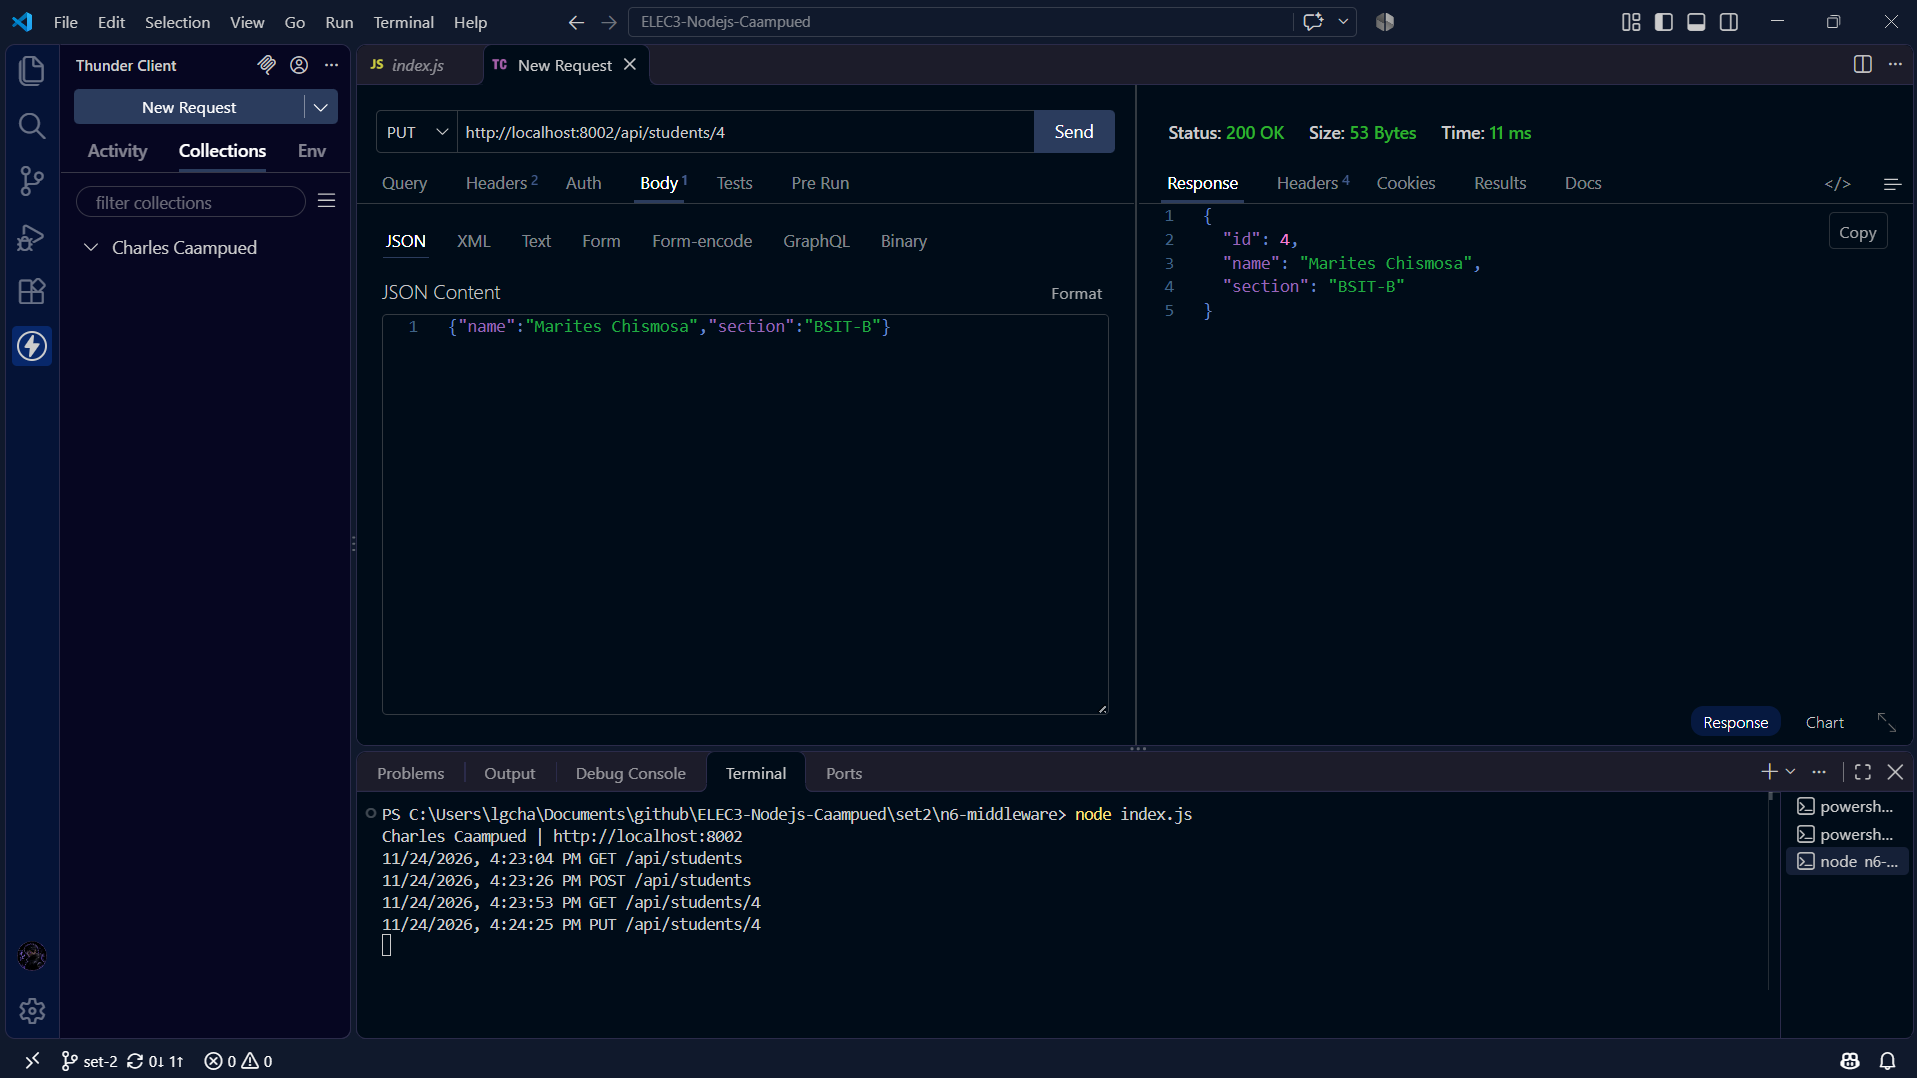 File Edit Selection View Go Run Terminal Help
ELEC3-Nodejs-Caampued
Thunder Client
New Request
Activity Collections Env
filter collections
Charles Caampued
JS index.js
TC New Request
PUT http://localhost:8002/api/students/4 Send
Query Headers 2 Auth Body 1 Tests Pre Run
JSON XML Text Form Form-encode GraphQL Binary
JSON Content Format
1 {"name":"Marites Chismosa","section":"BSIT-B"}
Status: 200 OK Size: 53 Bytes Time: 11 ms
Response Headers 4 Cookies Results Docs </>
Copy
1 {
2 "id": 4,
3 "name": "Marites Chismosa",
4 "section": "BSIT-B"
5 }
Response Chart
Problems Output Debug Console Terminal Ports
PS C:\Users\lgcha\Documents\github\ELEC3-Nodejs-Caampued\set2\n6-middleware> node index.js
Charles Caampued | http://localhost:8002
11/24/2026, 4:23:04 PM GET /api/students
11/24/2026, 4:23:26 PM POST /api/students
11/24/2026, 4:23:53 PM GET /api/students/4
11/24/2026, 4:24:25 PM PUT /api/students/4
powersh...
powersh...
node n6-...
set-2 0↓ 1↑ 0 0